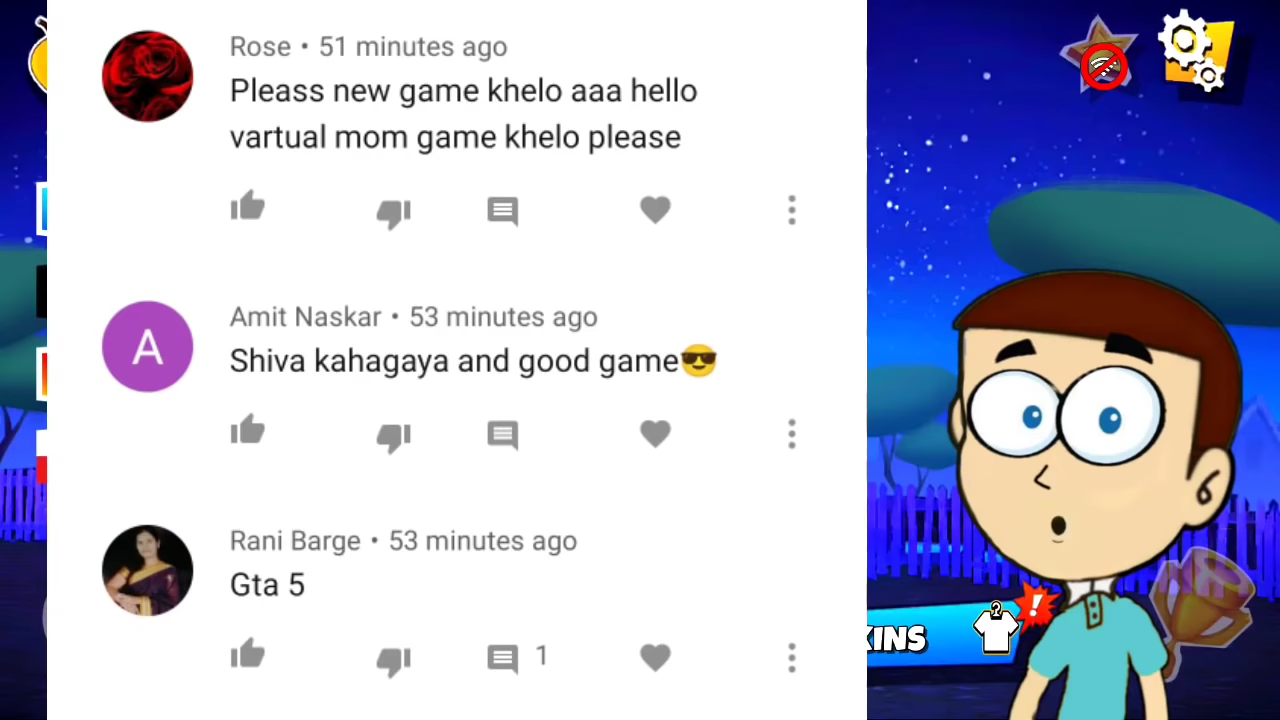 Rose • 51 minutes ago
Pleass new game khelo aaa hello
vartual mom game khelo please
A
Amit Naskar • 53 minutes ago
Shiva kahagaya and good game😎
Rani Barge • 53 minutes ago
Gta 5
1
KINS
?
!